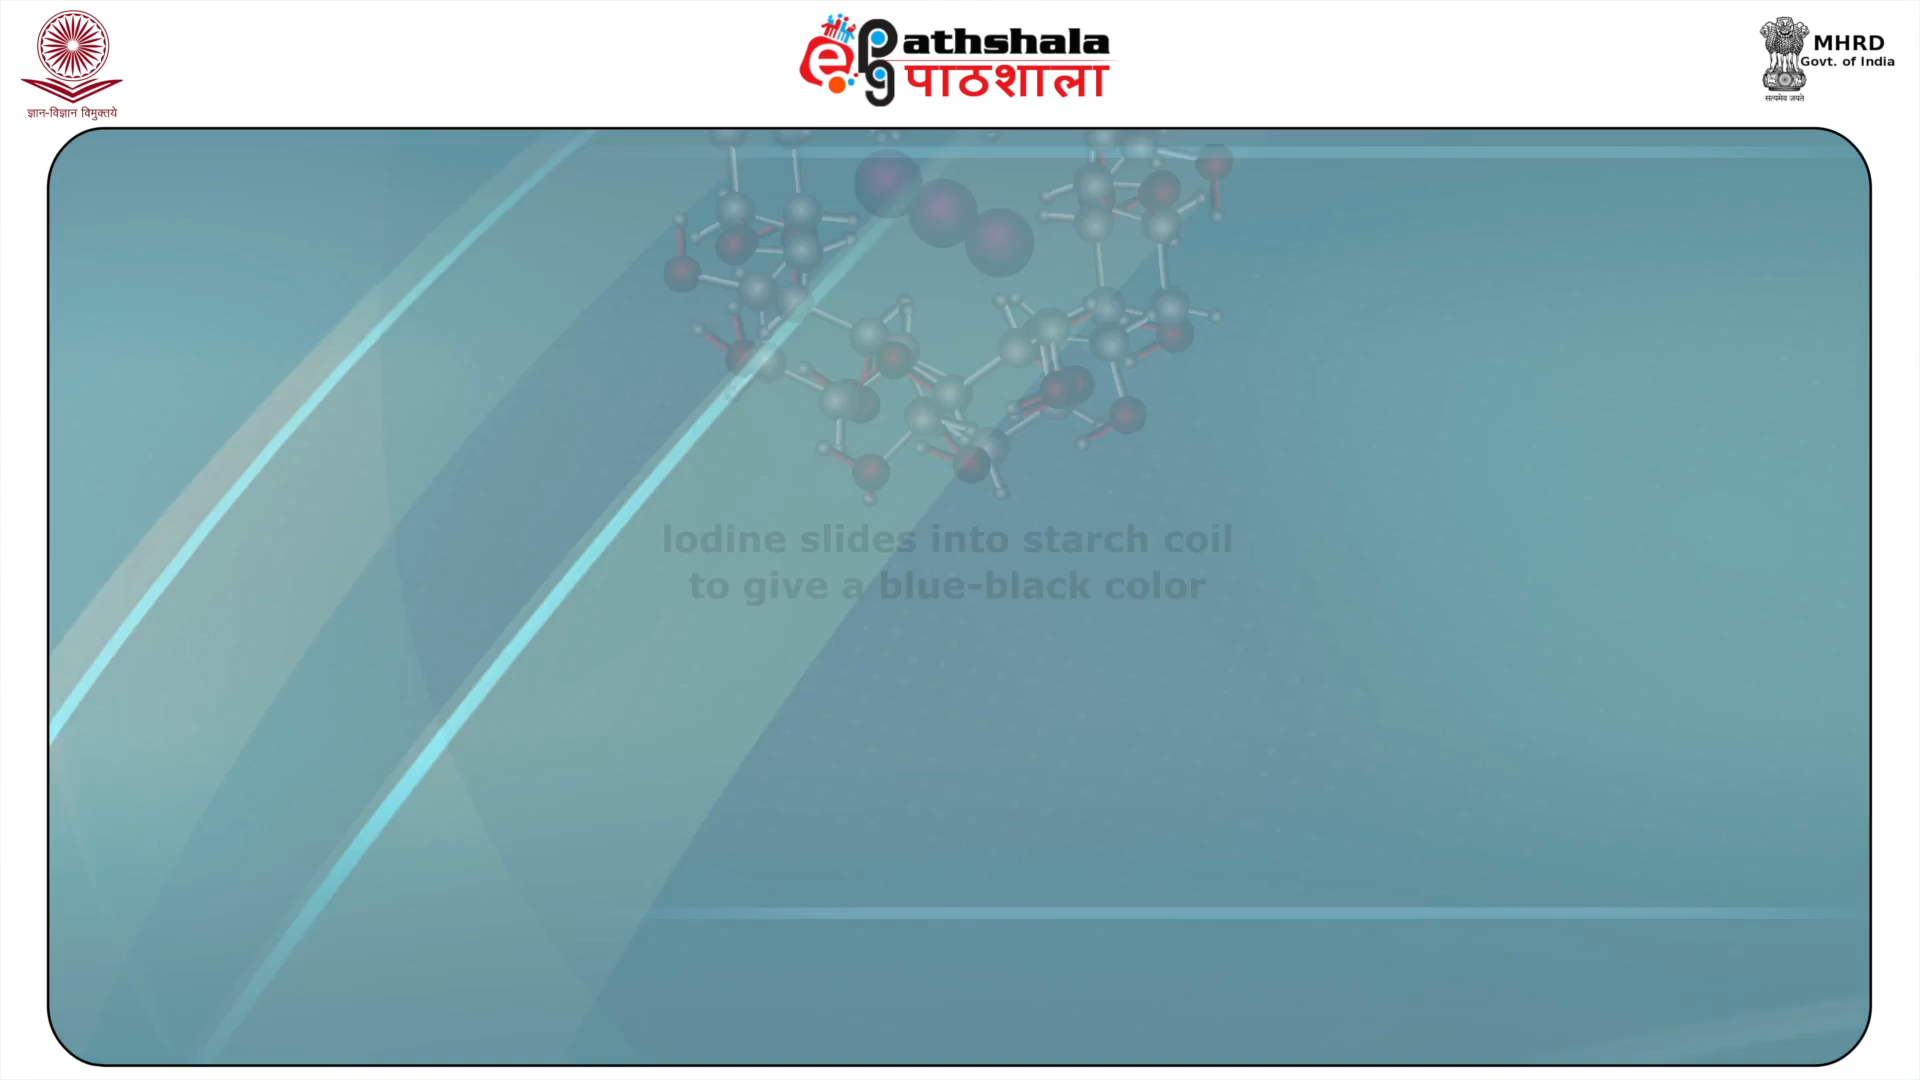 ज्ञान-विज्ञान विमुक्तये
ePG athshala
पाठशाला
MHRD
Govt. of India
सत्यमेव जयते
Iodine slides into starch coil
to give a blue-black color